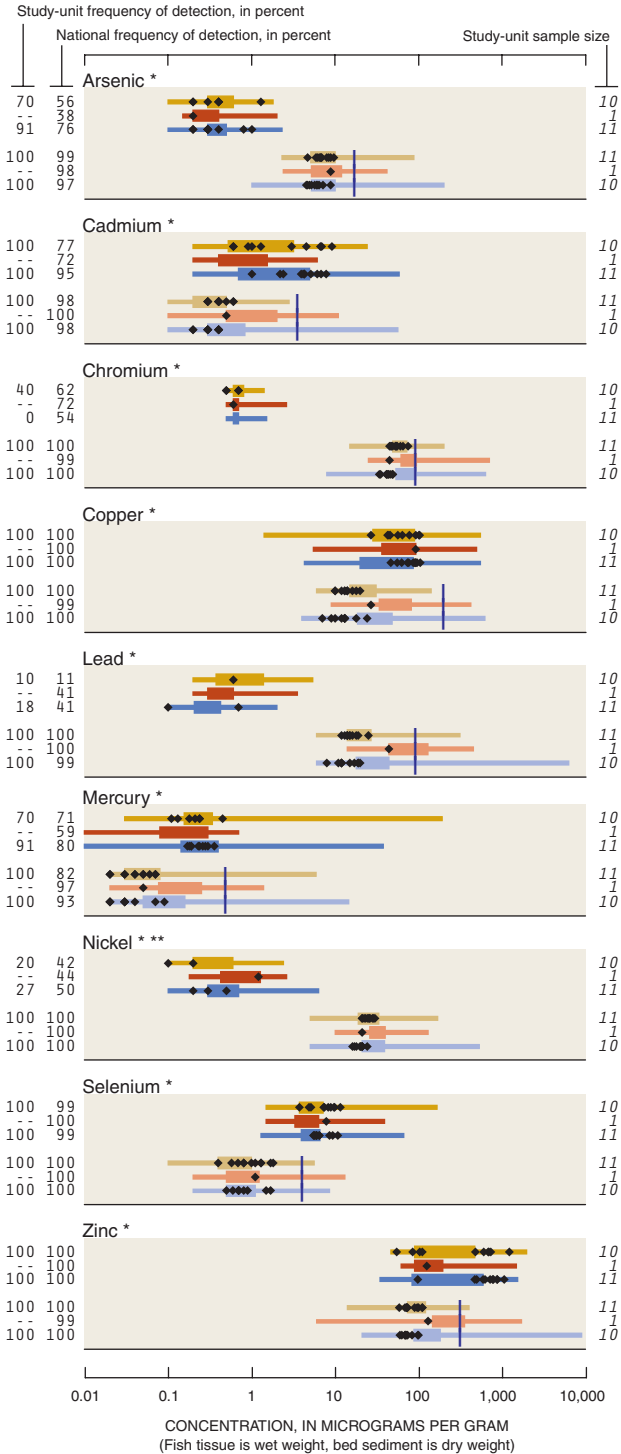 Study-unit frequency of detection, in percent
National frequency of detection, in percent
Study-unit sample size
Arsenic *
70 56 10
-- 38 1
91 76 11
100 99 11
-- 98 1
100 97 10
Cadmium *
100 77 10
-- 72 1
100 95 11
100 98 11
-- 100 1
100 98 10
Chromium *
40 62 10
-- 72 1
0 54 11
100 100 11
-- 99 1
100 100 10
Copper *
100 100 10
-- 100 1
100 100 11
100 100 11
-- 99 1
100 100 10
Lead *
10 11 10
-- 41 1
18 41 11
100 100 11
-- 100 1
100 99 10
Mercury *
70 71 10
-- 59 1
91 80 11
100 82 11
-- 97 1
100 93 10
Nickel * **
20 42 10
-- 44 1
27 50 11
100 100 11
-- 100 1
100 100 10
Selenium *
100 99 10
-- 100 1
100 99 11
100 100 11
-- 100 1
100 100 10
Zinc *
100 100 10
-- 100 1
100 100 11
100 100 11
-- 99 1
100 100 10
0.01 0.1 1 10 100 1,000 10,000
CONCENTRATION, IN MICROGRAMS PER GRAM
(Fish tissue is wet weight, bed sediment is dry weight)